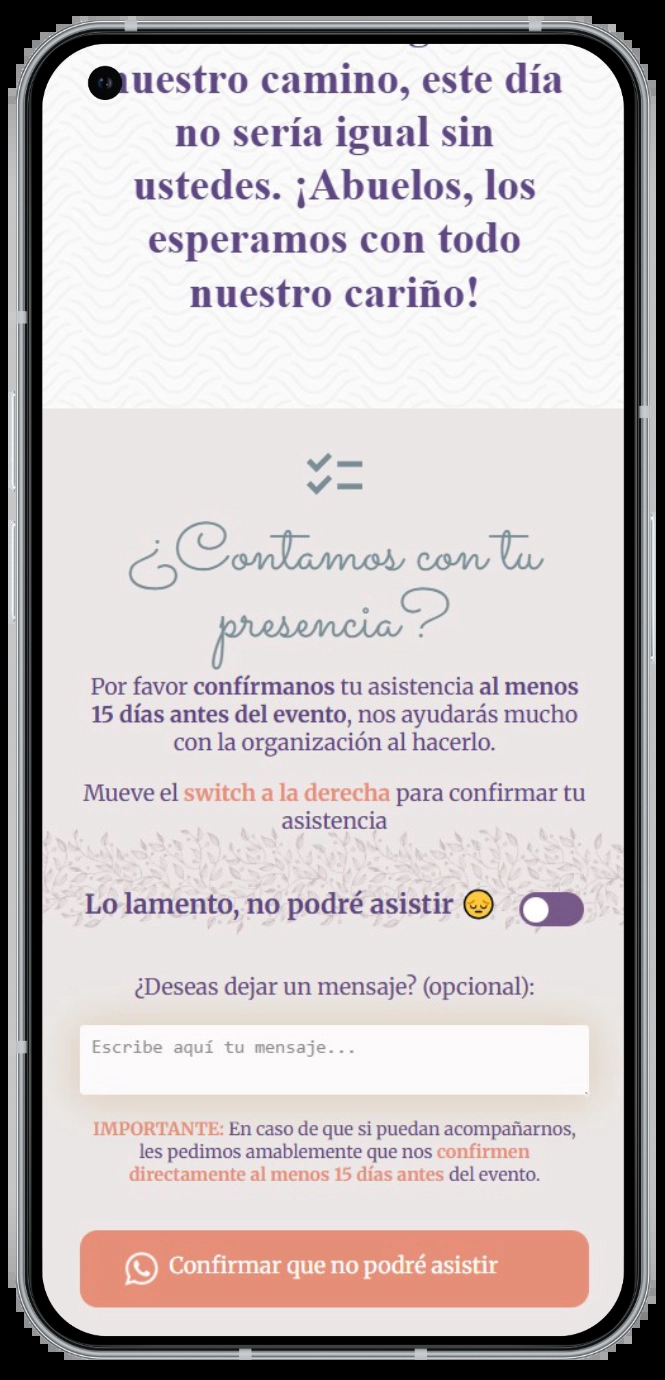 nuestro camino, este día
no sería igual sin
ustedes. ¡Abuelos, los
esperamos con todo
nuestro cariño!
¿Contamos con tu
presencia?
Por favor confírmanos tu asistencia al menos
15 días antes del evento, nos ayudarás mucho
con la organización al hacerlo.
Mueve el switch a la derecha para confirmar tu
asistencia
Lo lamento, no podré asistir 😔
¿Deseas dejar un mensaje? (opcional):
Escribe aquí tu mensaje...
IMPORTANTE: En caso de que si puedan acompañarnos,
les pedimos amablemente que nos confirmen
directamente al menos 15 días antes del evento.
Confirmar que no podré asistir